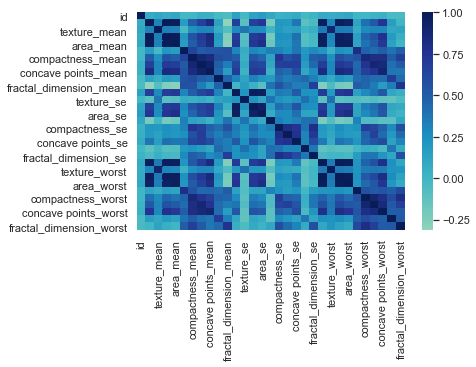 id
texture_mean
area_mean
compactness_mean
concave points_mean
fractal_dimension_mean
texture_se
area_se
compactness_se
concave points_se
fractal_dimension_se
texture_worst
area_worst
compactness_worst
concave points_worst
fractal_dimension_worst
1.00
0.75
0.50
0.25
0.00
−0.25
id
texture_mean
area_mean
compactness_mean
concave points_mean
fractal_dimension_mean
texture_se
area_se
compactness_se
concave points_se
fractal_dimension_se
texture_worst
area_worst
compactness_worst
concave points_worst
fractal_dimension_worst